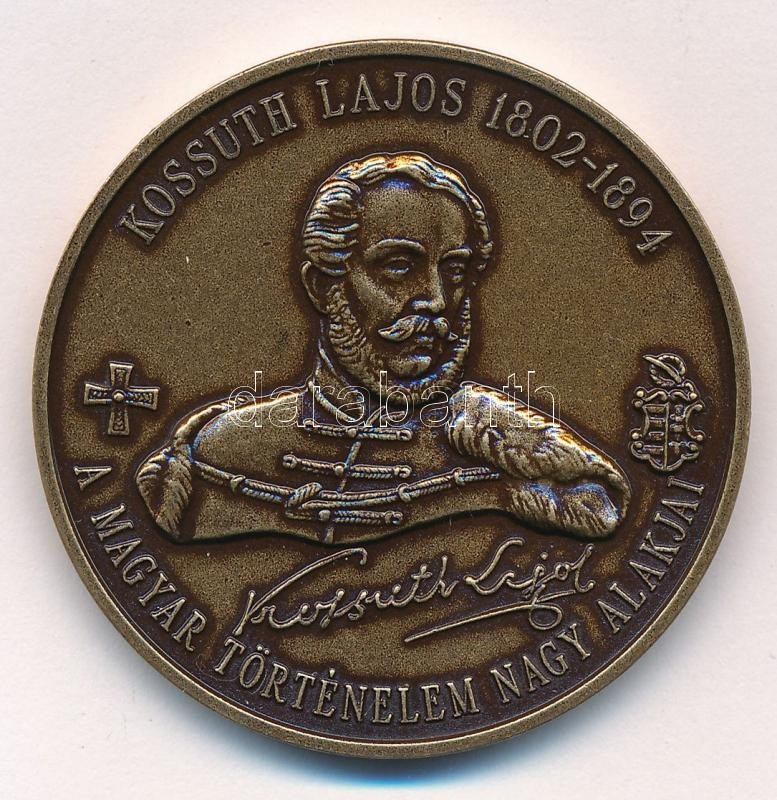 KOSSUTH LAJOS 1802-1894
darabanth
Kossuth Lajos
A MAGYAR TÖRTÉNELEM NAGY ALAKJAI